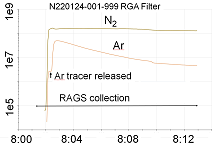 N220124-001-999 RGA Filter
1e9
N2
Ar
1e7
Ar tracer released
1e5
RAGS collection
8:00 8:04 8:08 8:12